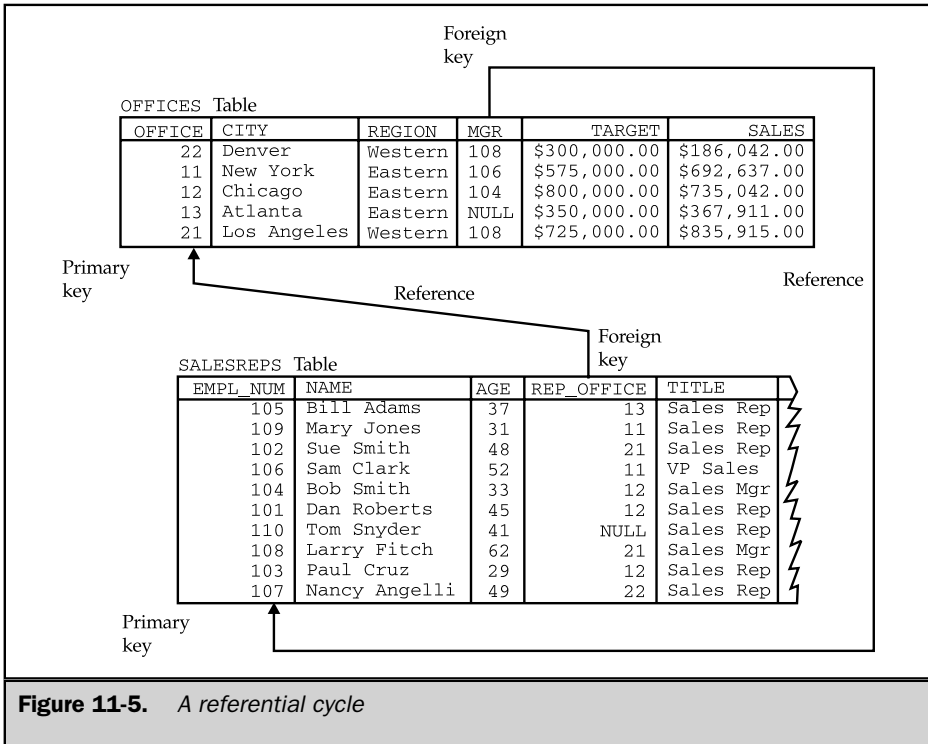 Foreign
key
OFFICES Table
OFFICE CITY REGION MGR TARGET SALES
22 Denver Western 108 $300,000.00 $186,042.00
11 New York Eastern 106 $575,000.00 $692,637.00
12 Chicago Eastern 104 $800,000.00 $735,042.00
13 Atlanta Eastern NULL $350,000.00 $367,911.00
21 Los Angeles Western 108 $725,000.00 $835,915.00
Primary
key
Reference
Reference
Foreign
key
SALESREPS Table
EMPL_NUM NAME AGE REP_OFFICE TITLE
105 Bill Adams 37 13 Sales Rep
109 Mary Jones 31 11 Sales Rep
102 Sue Smith 48 21 Sales Rep
106 Sam Clark 52 11 VP Sales
104 Bob Smith 33 12 Sales Mgr
101 Dan Roberts 45 12 Sales Rep
110 Tom Snyder 41 NULL Sales Rep
108 Larry Fitch 62 21 Sales Mgr
103 Paul Cruz 29 12 Sales Rep
107 Nancy Angelli 49 22 Sales Rep
Primary
key
Figure 11-5. A referential cycle